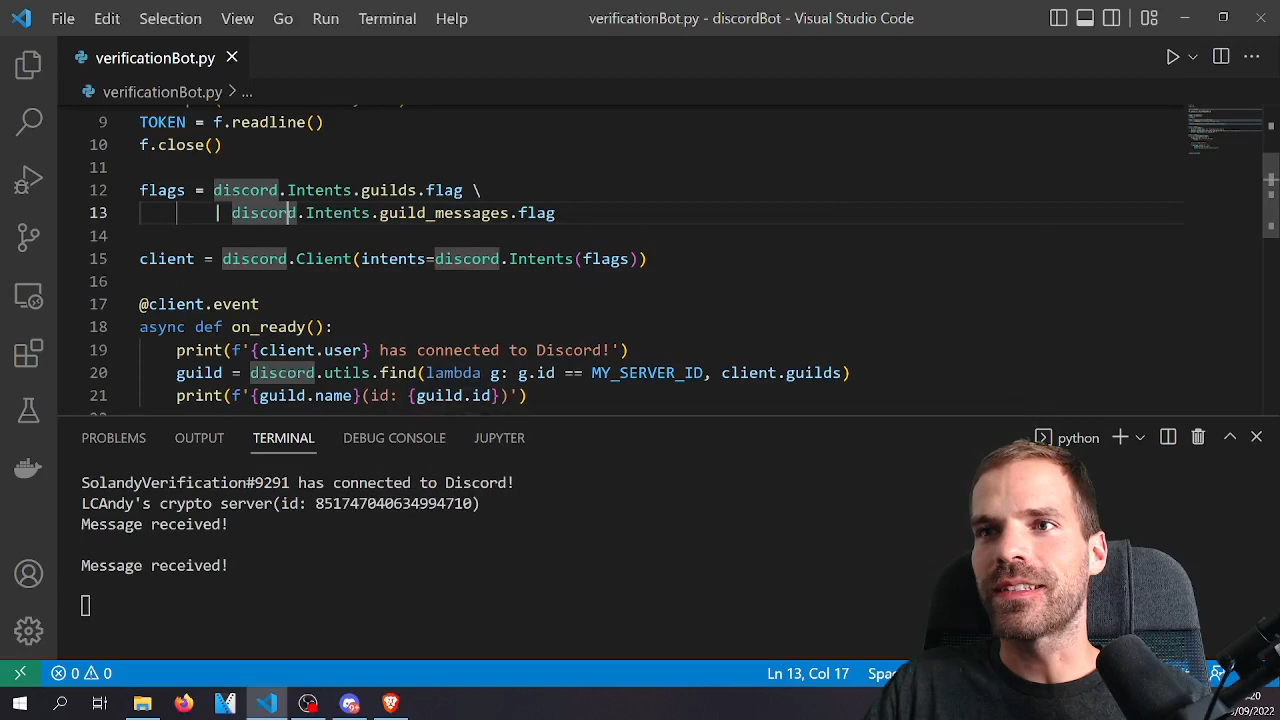 File Edit Selection View Go Run Terminal Help verificationBot.py - discordBot - Visual Studio Code
verificationBot.py
verificationBot.py > ...
9 TOKEN = f.readline()
10 f.close()
11
12 flags = discord.Intents.guilds.flag \
13 | discord.Intents.guild_messages.flag
14
15 client = discord.Client(intents=discord.Intents(flags))
16
17 @client.event
18 async def on_ready():
19 print(f'{client.user} has connected to Discord!')
20 guild = discord.utils.find(lambda g: g.id == MY_SERVER_ID, client.guilds)
21 print(f'{guild.name}(id: {guild.id})')
PROBLEMS OUTPUT TERMINAL DEBUG CONSOLE JUPYTER python
SolandyVerification#9291 has connected to Discord!
LCAndy's crypto server(id: 851747040634994710)
Message received!
Message received!
0 0 Ln 13, Col 17
/09/2022